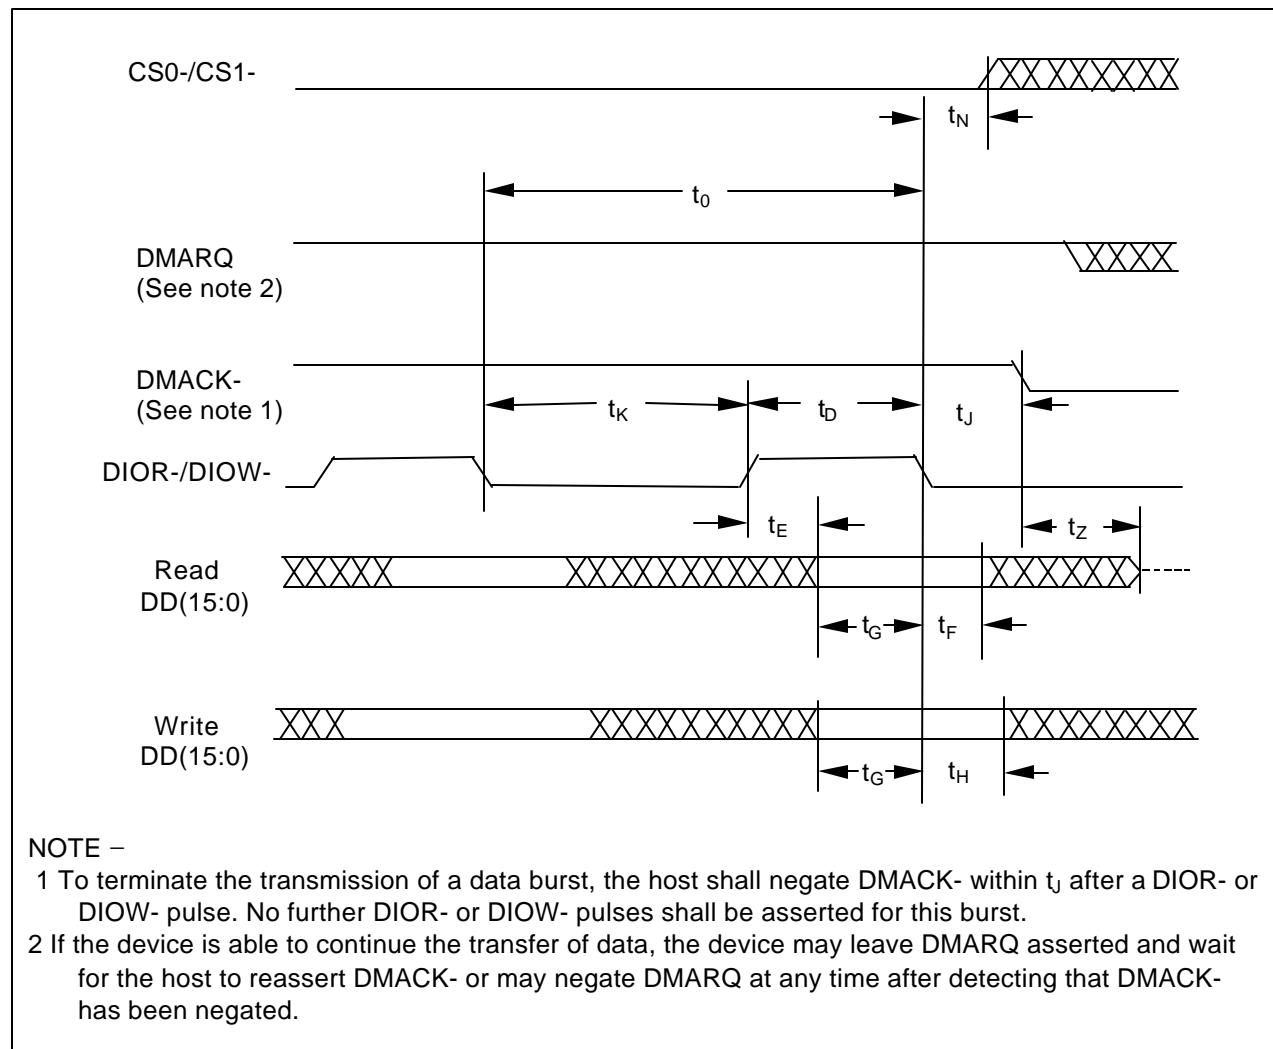 CS0-/CS1-
tN
t0
DMARQ
(See note 2)
DMACK-
(See note 1)
tK
tD
tJ
DIOR-/DIOW-
tE
tZ
Read
DD(15:0)
tG
tF
Write
DD(15:0)
tG
tH
NOTE –
1 To terminate the transmission of a data burst, the host shall negate DMACK- within tJ after a DIOR- or
DIOW- pulse. No further DIOR- or DIOW- pulses shall be asserted for this burst.
2 If the device is able to continue the transfer of data, the device may leave DMARQ asserted and wait
for the host to reassert DMACK- or may negate DMARQ at any time after detecting that DMACK-
has been negated.